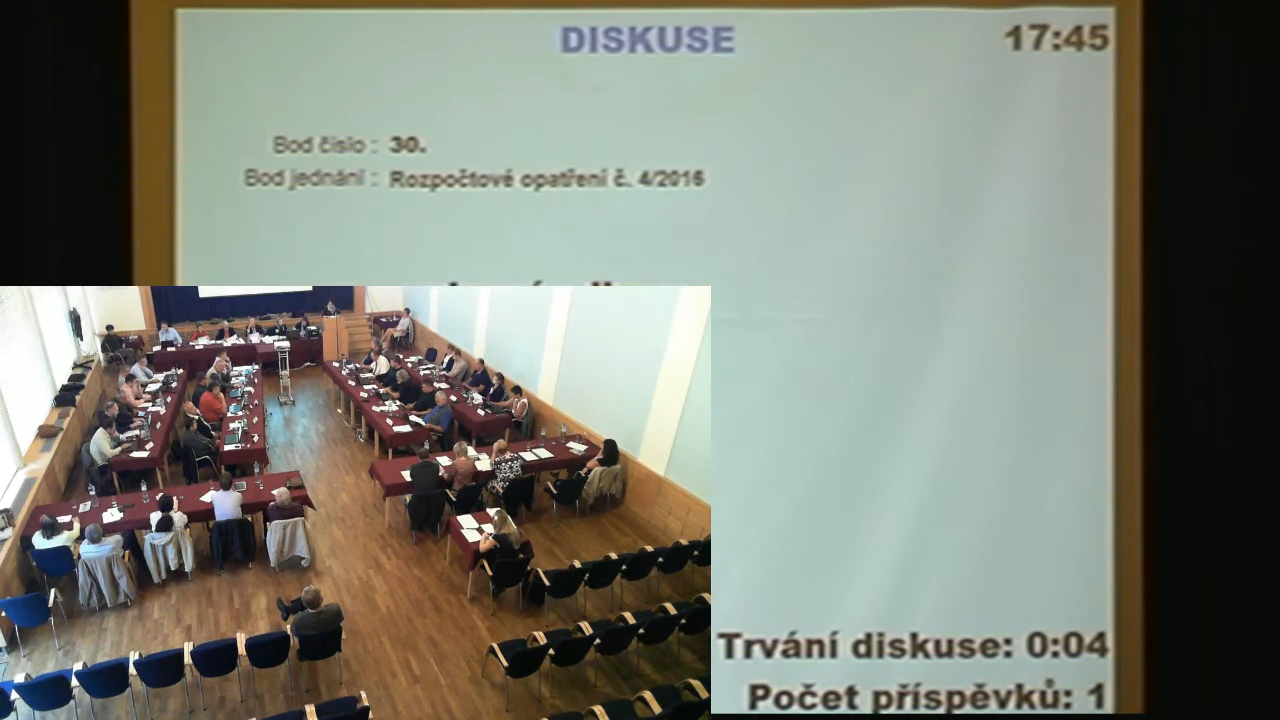 DISKUSE
17:45
Bod číslo : 30.
Bod jednání : Rozpočtové opatření č. 4/2016
Trvání diskuse: 0:04
Počet příspěvků: 1